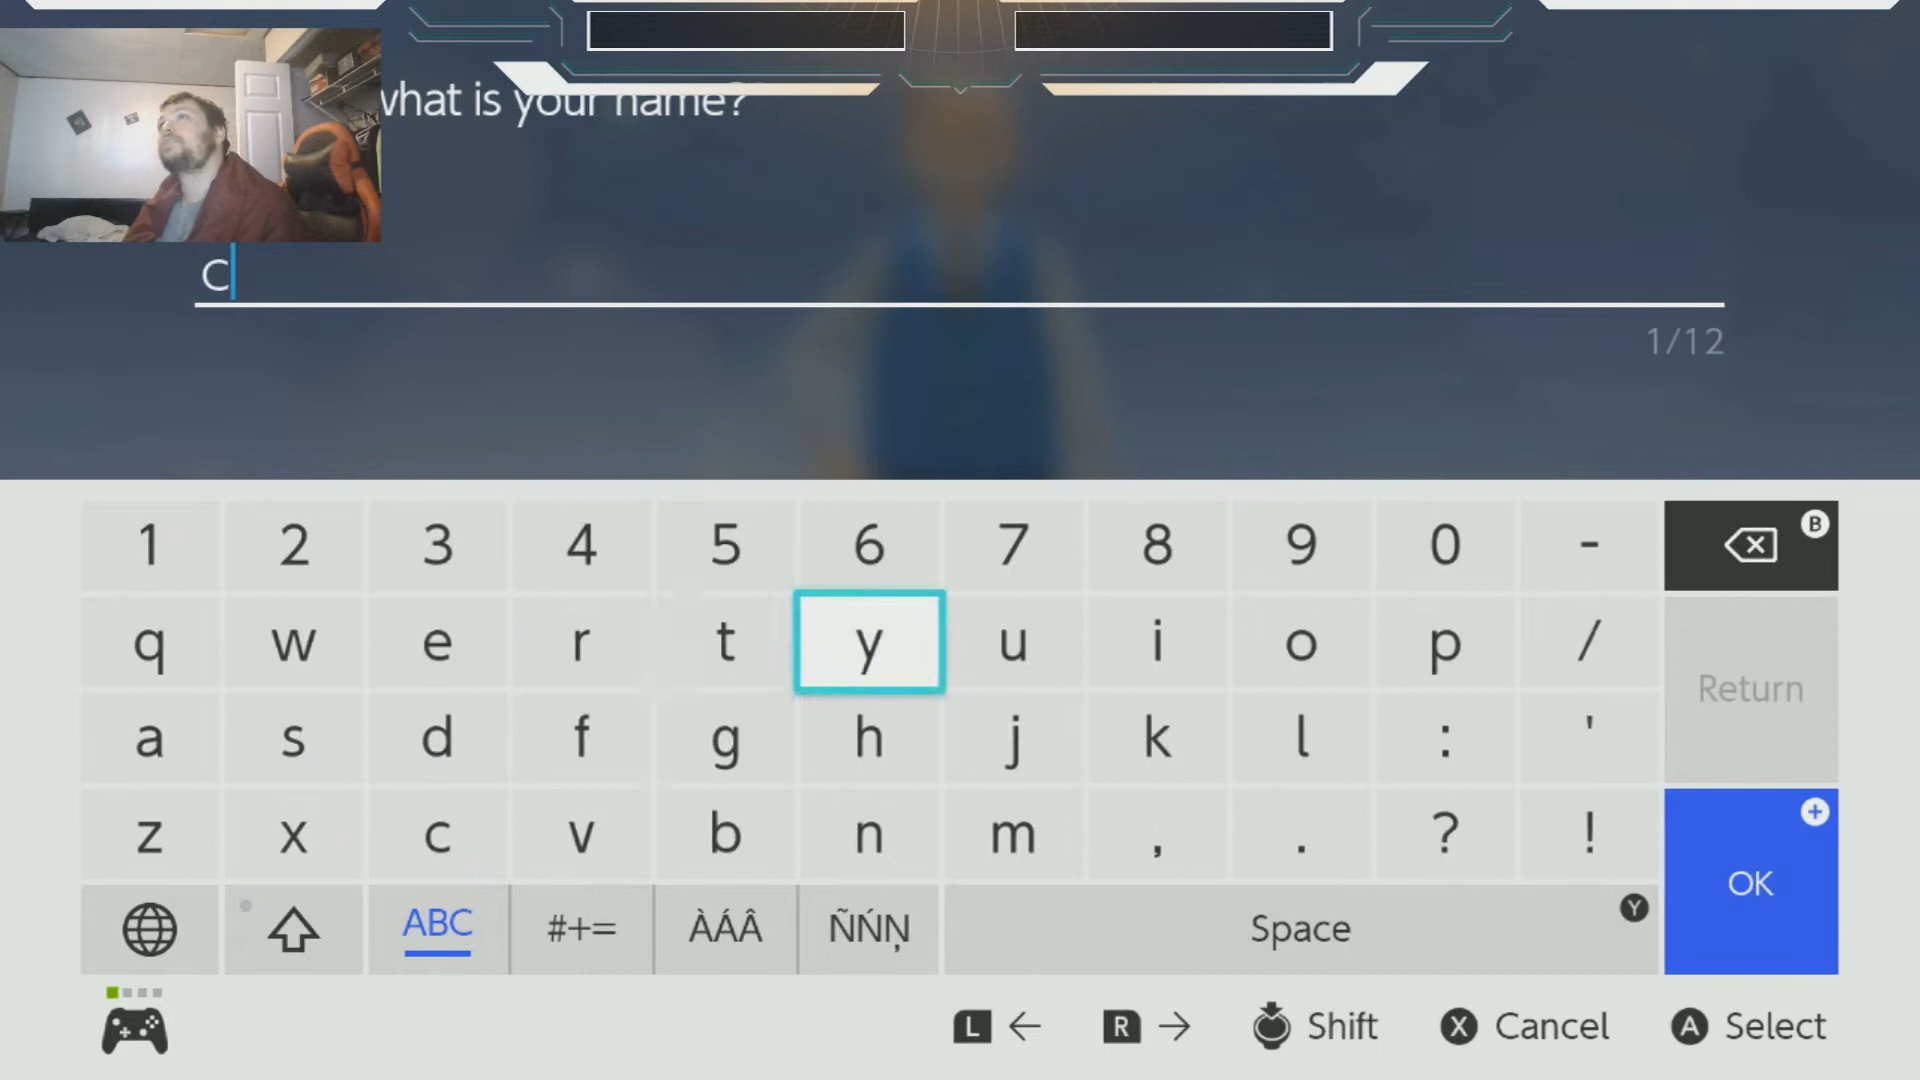 what is your name?
C
1/12
1 2 3 4 5 6 7 8 9 0 - B
q w e r t y u i o p /
Return
a s d f g h j k l : '
z x c v b n m , . ? ! +
OK
ABC #+= ÀÁÂ ÑŃŅ Space Y
L ← R → Shift X Cancel A Select